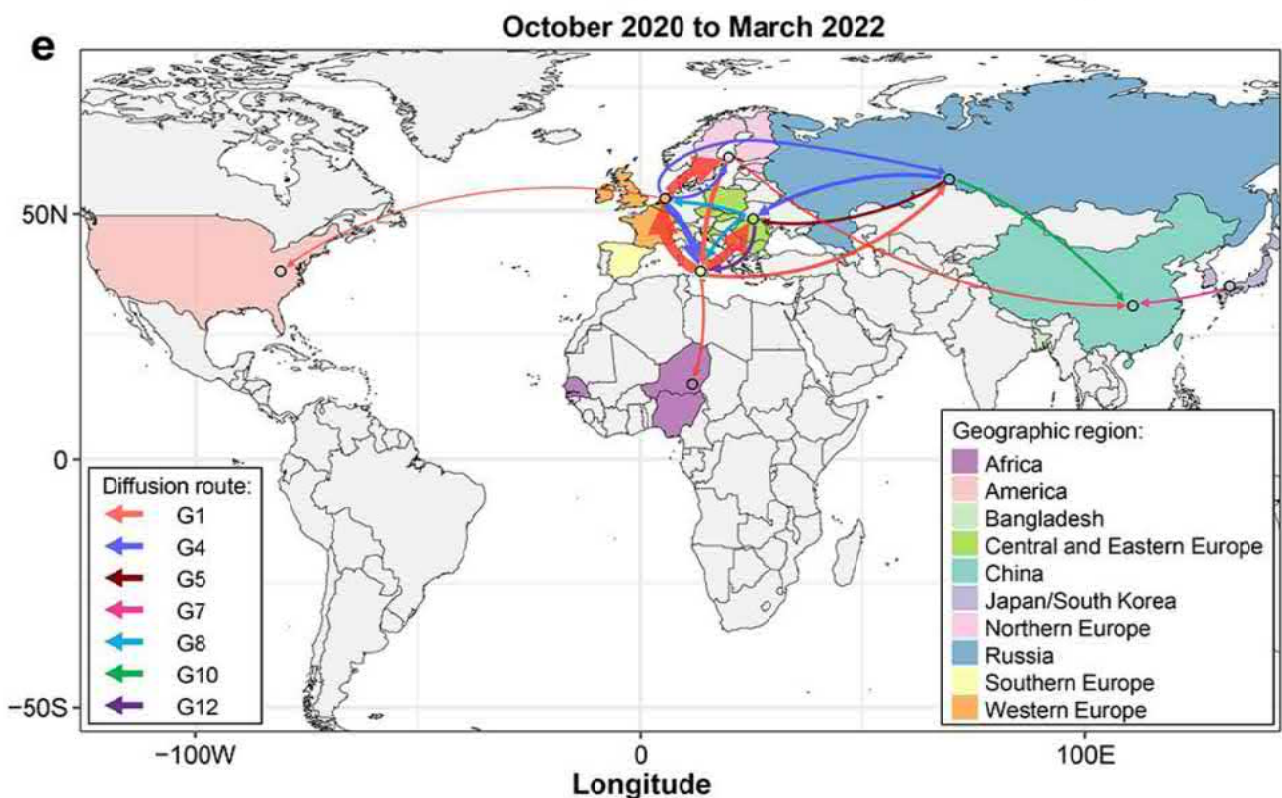 e
October 2020 to March 2022
50N
0
−50S
Diffusion route:
G1
G4
G5
G7
G8
G10
G12
Geographic region:
Africa
America
Bangladesh
Central and Eastern Europe
China
Japan/South Korea
Northern Europe
Russia
Southern Europe
Western Europe
−100W
0
100E
Longitude